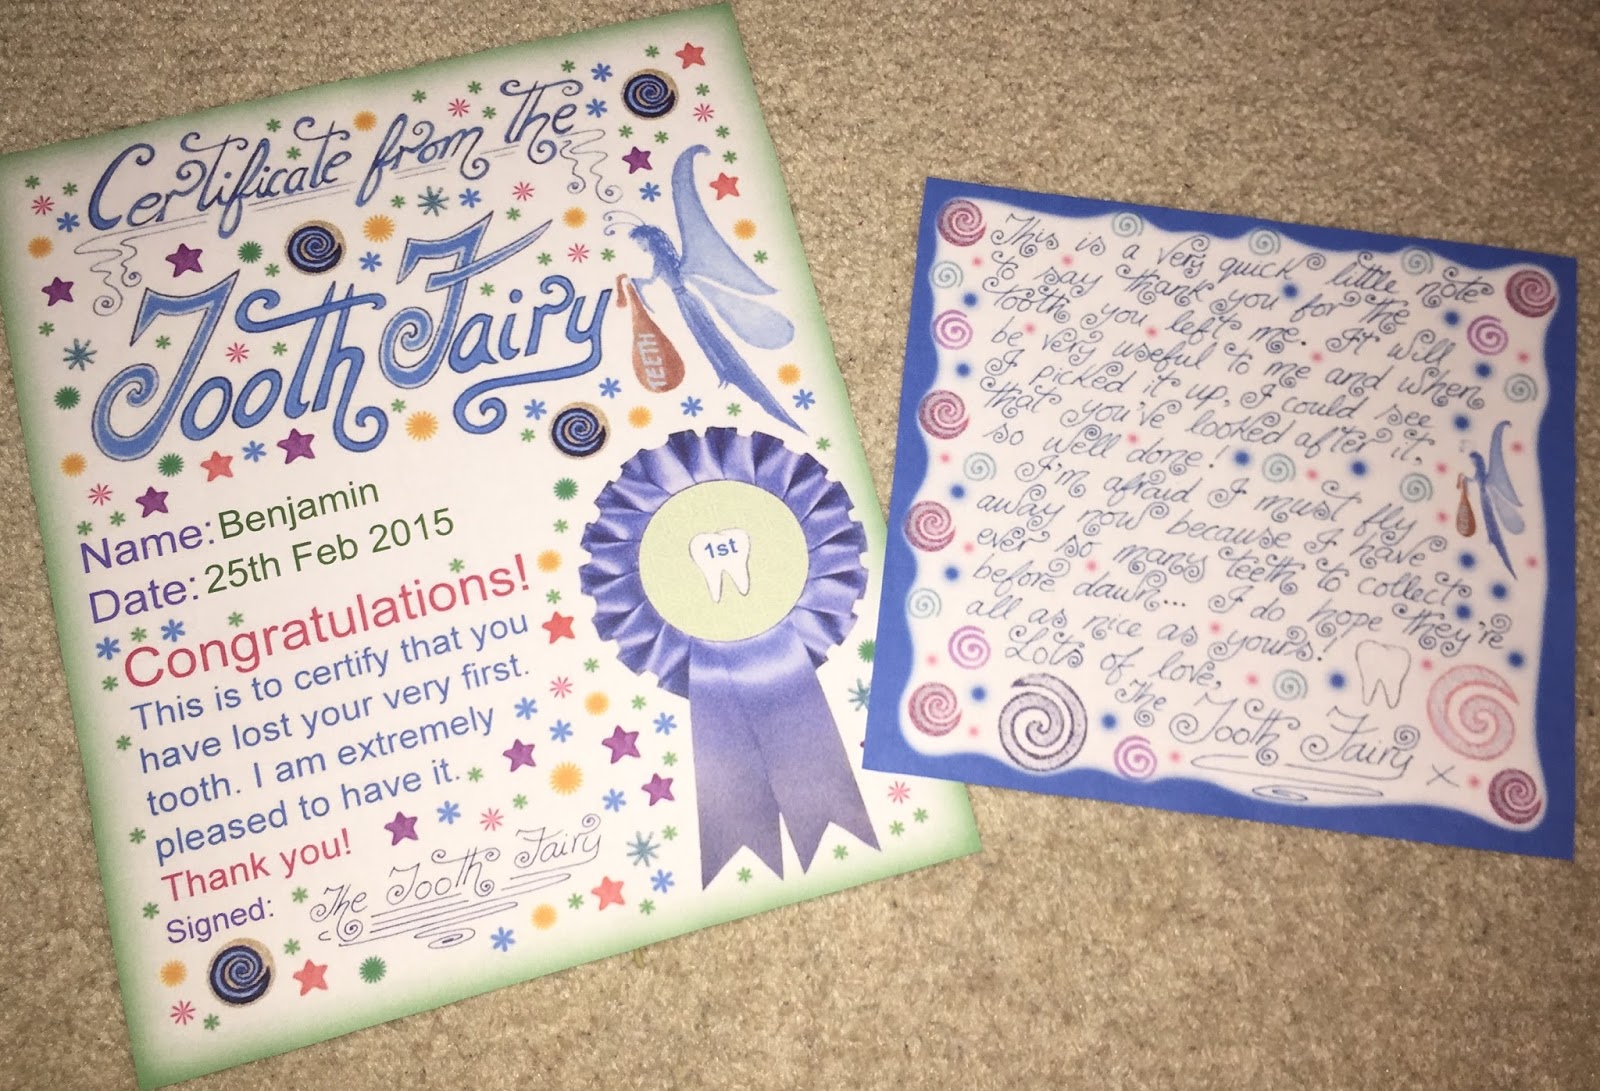 Certificate from the
Tooth Fairy
TEETH
Name: Benjamin
Date: 25th Feb 2015
Congratulations!
This is to certify that you
have lost your very first
tooth. I am extremely
pleased to have it.
Thank you!
Signed: The Tooth Fairy
1st
This is a very quick little note
to say thank you for the
tooth you left me. It will
be very useful to me and when
I picked it up, I could see
that you've looked after it,
so well done!
I'm afraid I must fly
away now because I have
ever so many teeth to collect
before dawn... I do hope they're
all as nice as yours!
Lots of love,
The Tooth Fairy x